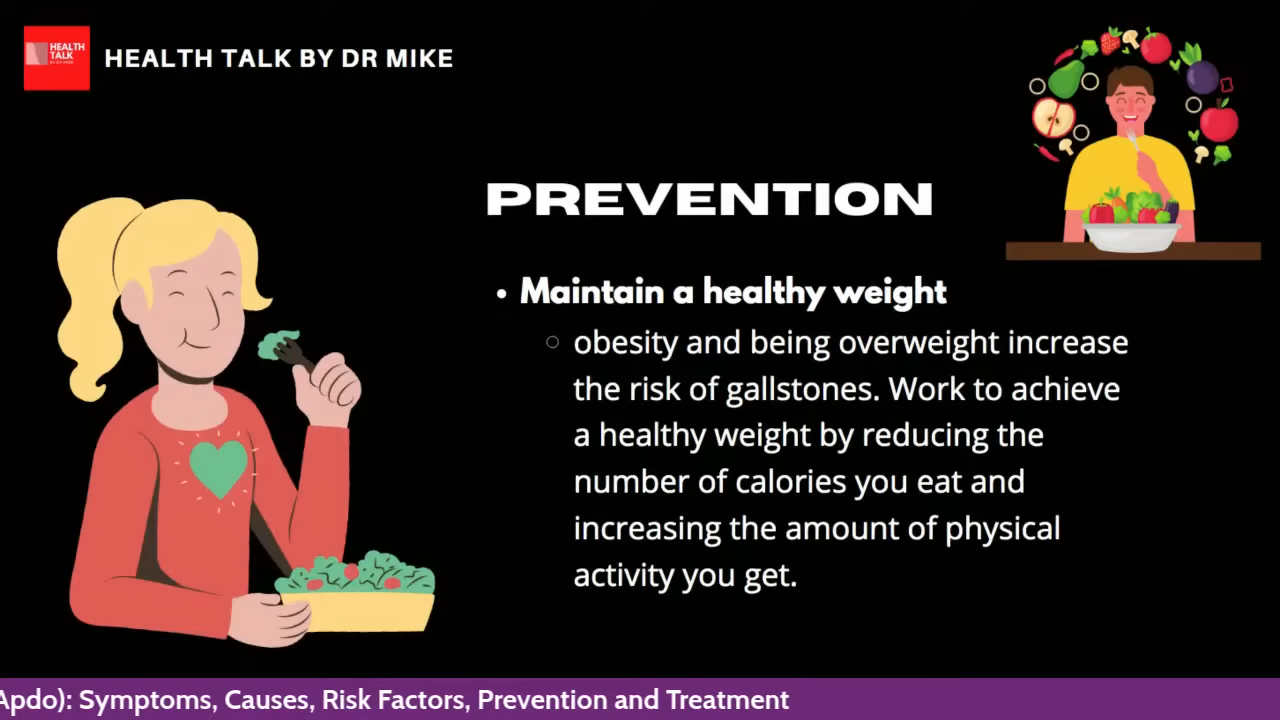 HEALTH
TALK
HEALTH TALK BY DR MIKE
PREVENTION
• Maintain a healthy weight
○ obesity and being overweight increase
the risk of gallstones. Work to achieve
a healthy weight by reducing the
number of calories you eat and
increasing the amount of physical
activity you get.
Apdo): Symptoms, Causes, Risk Factors, Prevention and Treatment